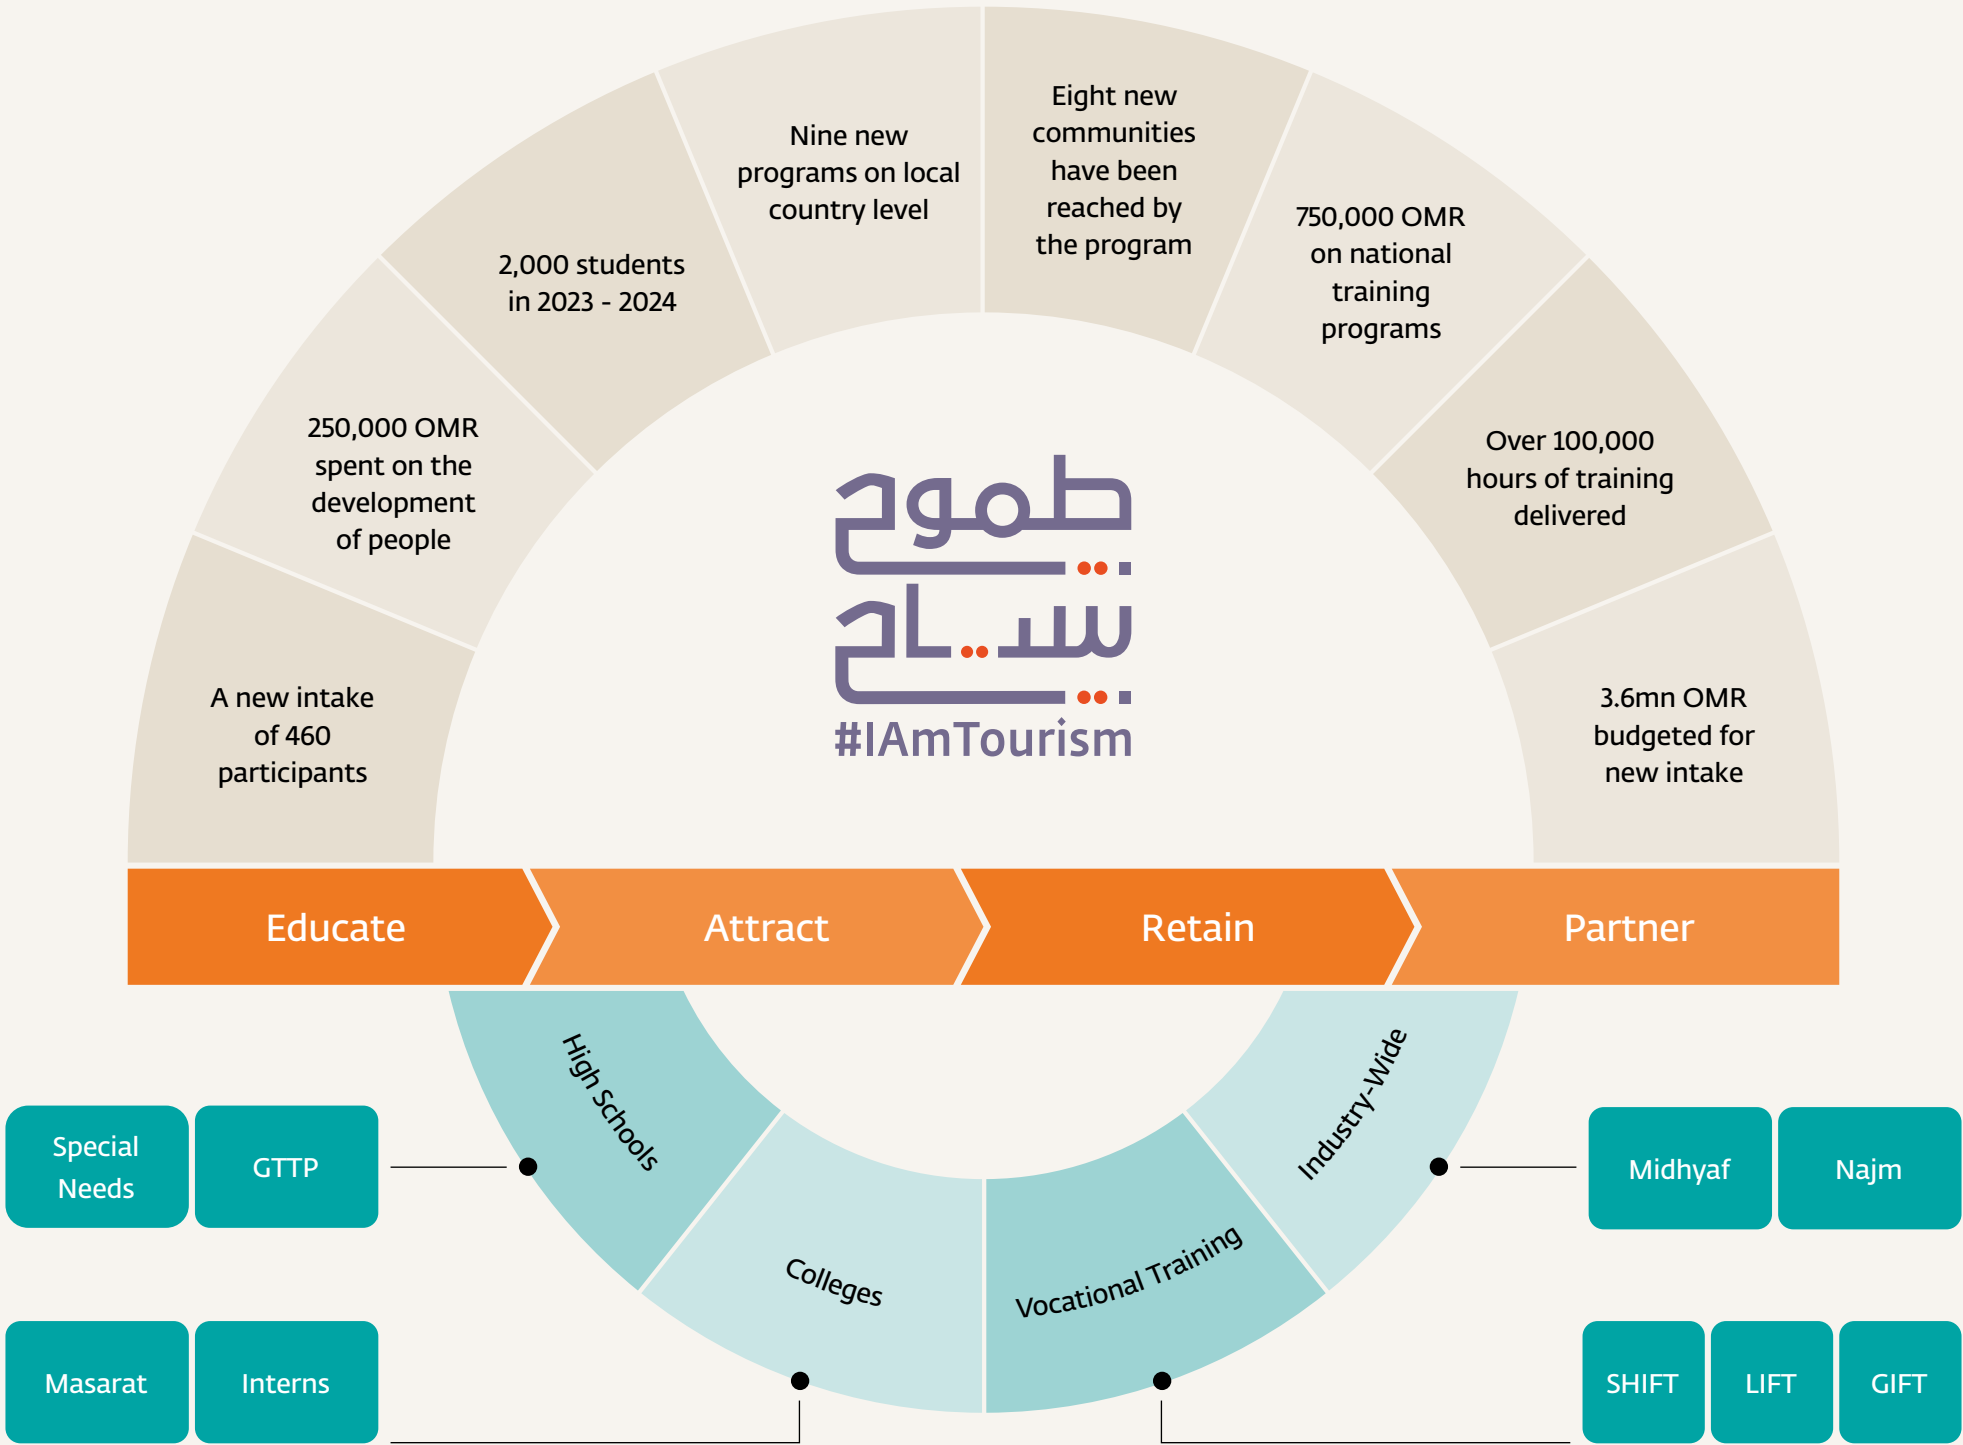 A new intake
of 460
participants
250,000 OMR
spent on the
development
of people
2,000 students
in 2023 - 2024
Nine new
programs on local
country level
Eight new
communities
have been
reached by
the program
750,000 OMR
on national
training
programs
Over 100,000
hours of training
delivered
3.6mn OMR
budgeted for
new intake
طموحي
سياحي
#IAmTourism
Educate
Attract
Retain
Partner
High Schools
Colleges
Vocational Training
Industry-Wide
Special
Needs
GTTP
Masarat
Interns
Midhyaf
Najm
SHIFT
LIFT
GIFT